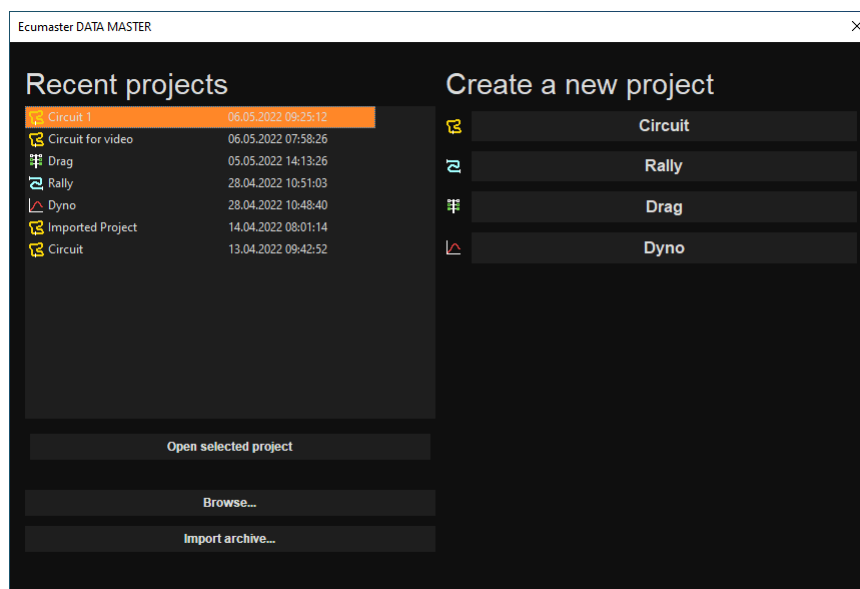 Ecumaster DATA MASTER
Recent projects
Circuit 1 06.05.2022 09:25:12
Circuit for video 06.05.2022 07:58:26
Drag 05.05.2022 14:13:26
Rally 28.04.2022 10:51:03
Dyno 28.04.2022 10:48:40
Imported Project 14.04.2022 08:01:14
Circuit 13.04.2022 09:42:52
Open selected project
Browse...
Import archive...
Create a new project
Circuit
Rally
Drag
Dyno